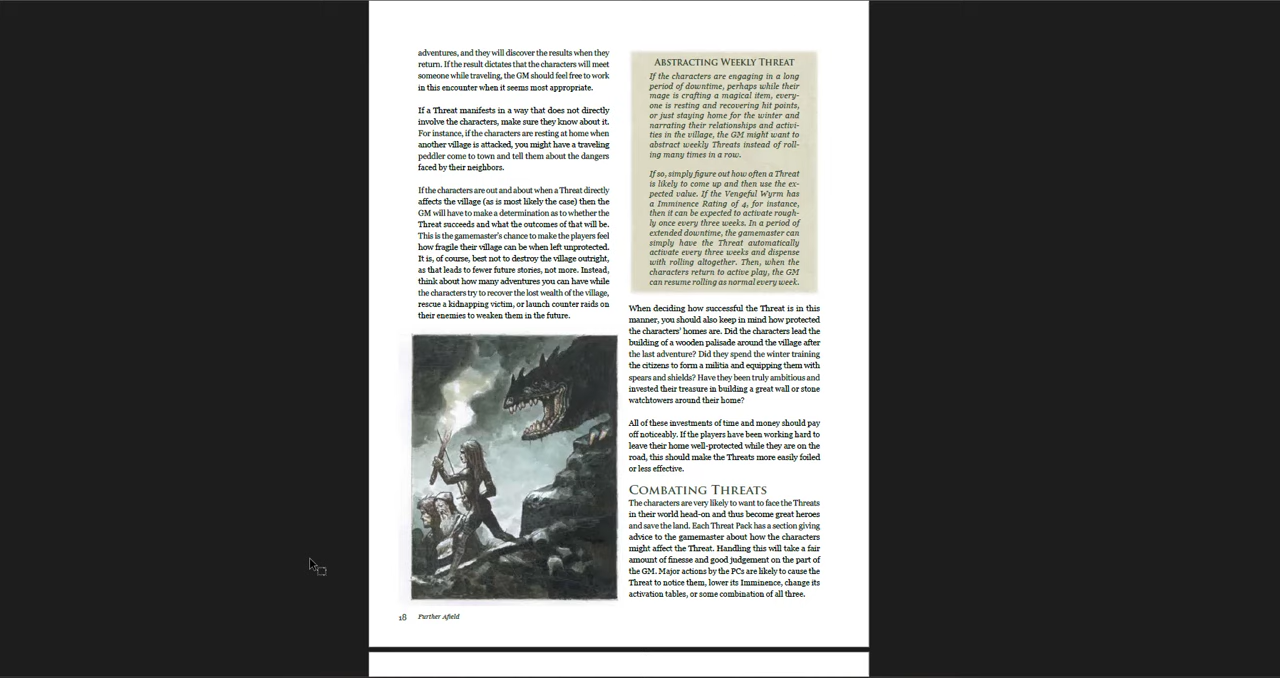 adventures, and they will discover the results when they
return. If the result dictates that the characters will meet
someone while traveling, the GM should feel free to work
in this encounter when it seems most appropriate.
If a Threat manifests in a way that does not directly
involve the characters, make sure they know about it.
For instance, if the characters are resting at home when
another village is attacked, you might have a traveling
peddler come to town and tell them about the dangers
faced by their neighbors.
If the characters are out and about when a Threat directly
affects the village (as is most likely the case) then the
GM will have to make a determination as to whether the
Threat succeeds and what the outcomes of that will be.
This is the gamemaster's chance to make the players feel
how fragile their village can be when left unprotected.
It is, of course, best not to destroy the village outright,
as that leads to fewer future stories, not more. Instead,
think about how many adventures you can have while
the characters try to recover the lost wealth of the village,
rescue a kidnapping victim, or launch counter raids on
their enemies to weaken them in the future.
Abstracting Weekly Threat
If the characters are engaging in a long
period of downtime, perhaps while their
mage is crafting a magical item, every-
one is resting and recovering hit points,
or just staying home for the winter and
narrating their relationships and activi-
ties in the village, the GM might want to
abstract weekly Threats instead of roll-
ing many times in a row.
If so, simply figure out how often a Threat
is likely to come up and then use the ex-
pected value. If the Vengeful Wyrm has
a Imminence Rating of 4, for instance,
then it can be expected to activate rough-
ly once every three weeks. In a period of
extended downtime, the gamemaster can
simply have the Threat automatically
activate every three weeks and dispense
with rolling altogether. Then, when the
characters return to active play, the GM
can resume rolling as normal every week.
When deciding how successful the Threat is in this
manner, you should also keep in mind how protected
the characters' homes are. Did the characters lead the
building of a wooden palisade around the village after
the last adventure? Did they spend the winter training
the citizens to form a militia and equipping them with
spears and shields? Have they been truly ambitious and
invested their treasure in building a great wall or stone
watchtowers around their home?
All of these investments of time and money should pay
off noticeably. If the players have been working hard to
leave their home well-protected while they are on the
road, this should make the Threats more easily foiled
or less effective.
Combating Threats
The characters are very likely to want to face the Threats
in their world head-on and thus become great heroes
and save the land. Each Threat Pack has a section giving
advice to the gamemaster about how the characters
might affect the Threat. Handling this will take a fair
amount of finesse and good judgement on the part of
the GM. Major actions by the PCs are likely to cause the
Threat to notice them, lower its Imminence, change its
activation tables, or some combination of all three.
18 Further Afield